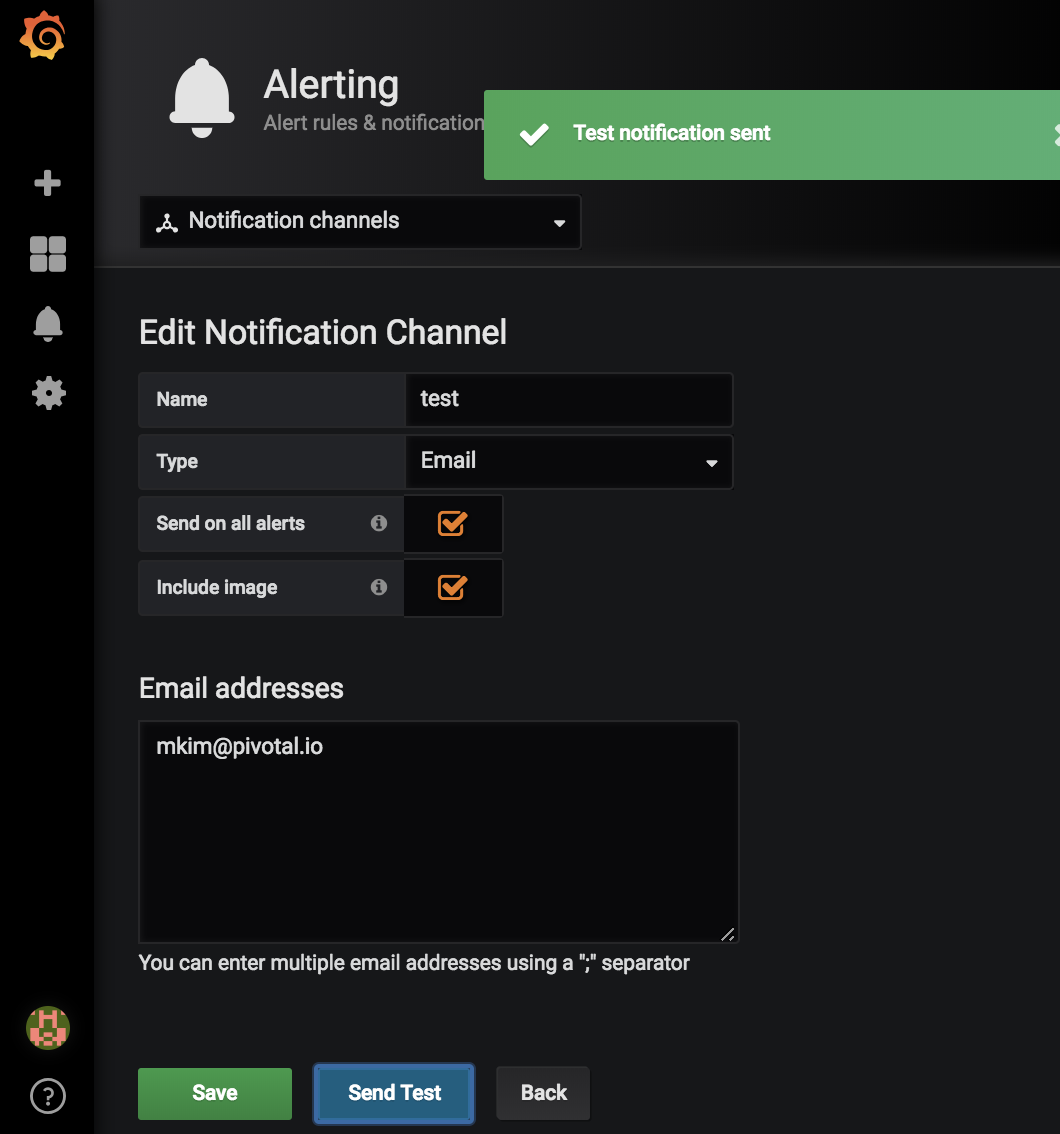 Alerting
Alert rules & notification
Test notification sent
Notification channels
Edit Notification Channel
Name
test
Type
Email
Send on all alerts
Include image
Email addresses
mkim@pivotal.io
You can enter multiple email addresses using a ";" separator
Save
Send Test
Back